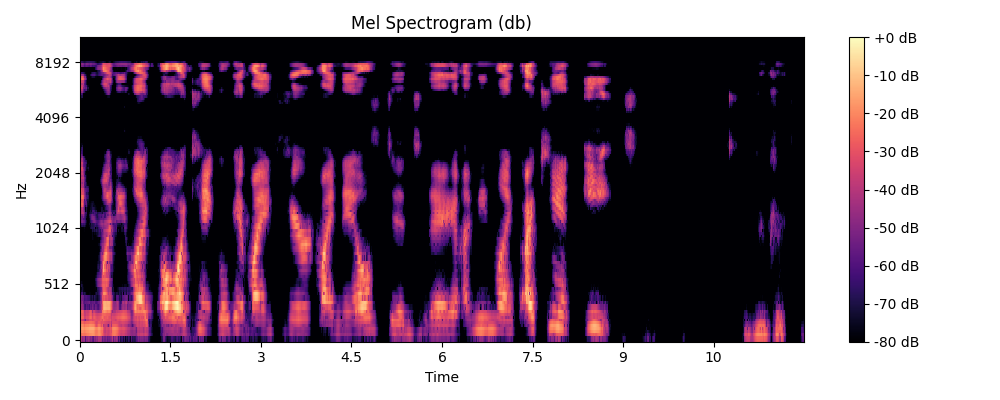 Mel Spectrogram (db)
8192
4096
2048
1024
512
0
Hz
0 1.5 3 4.5 6 7.5 9 10
Time
+0 dB
-10 dB
-20 dB
-30 dB
-40 dB
-50 dB
-60 dB
-70 dB
-80 dB